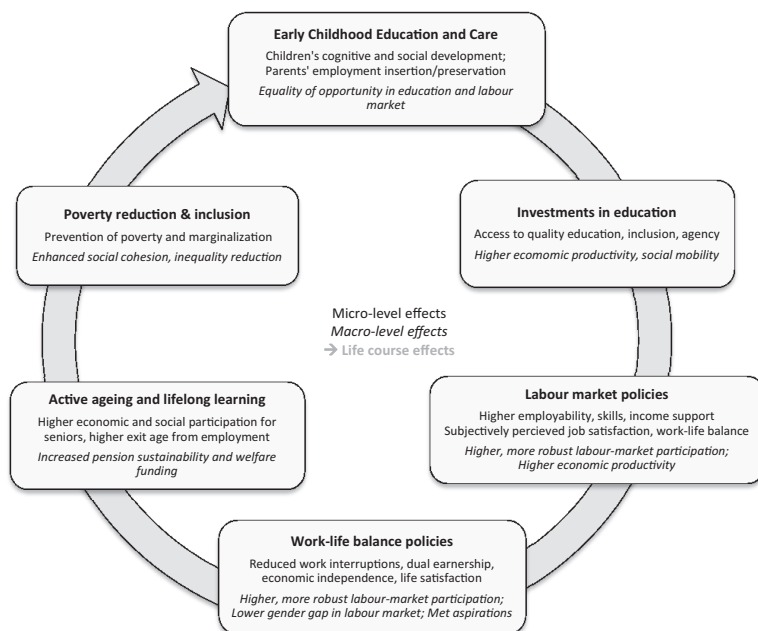 Early Childhood Education and Care
Children's cognitive and social development;
Parents' employment insertion/preservation
Equality of opportunity in education and labour
market
Investments in education
Access to quality education, inclusion, agency
Higher economic productivity, social mobility
Labour market policies
Higher employability, skills, income support
Subjectively percieved job satisfaction, work-life balance
Higher, more robust labour-market participation;
Higher economic productivity
Work-life balance policies
Reduced work interruptions, dual earnership,
economic independence, life satisfaction
Higher, more robust labour-market participation;
Lower gender gap in labour market; Met aspirations
Active ageing and lifelong learning
Higher economic and social participation for
seniors, higher exit age from employment
Increased pension sustainability and welfare
funding
Poverty reduction & inclusion
Prevention of poverty and marginalization
Enhanced social cohesion, inequality reduction
Micro-level effects
Macro-level effects
→ Life course effects